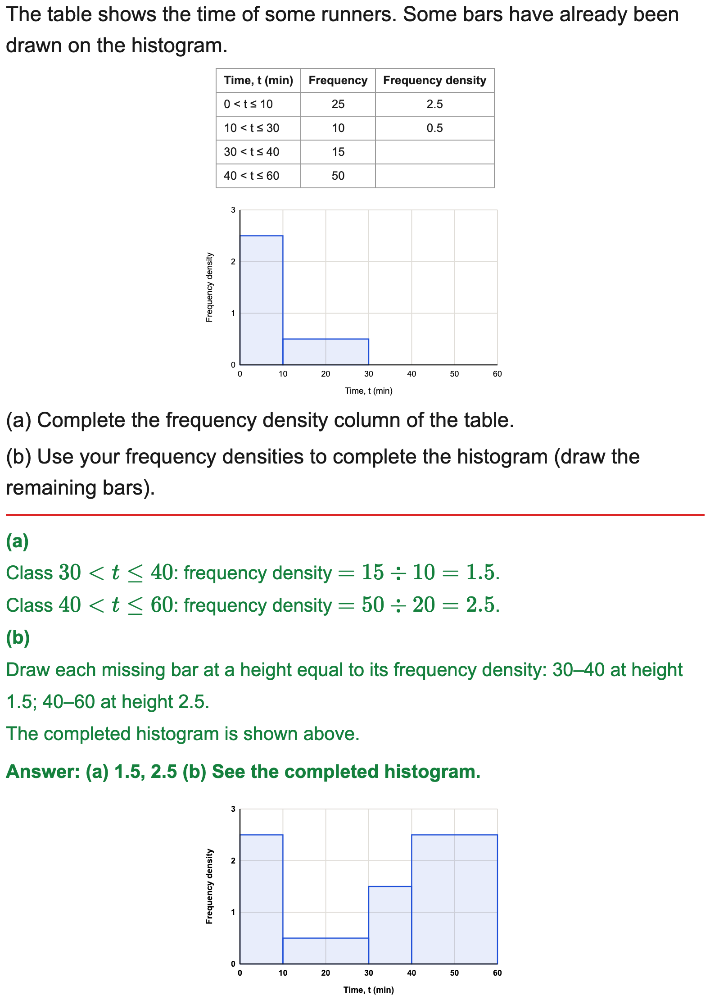 The table shows the time of some runners. Some bars have already been
drawn on the histogram.
Time, t (min) Frequency Frequency density
0 < t ≤ 10 25 2.5
10 < t ≤ 30 10 0.5
30 < t ≤ 40 15
40 < t ≤ 60 50
3
2
1
0
Frequency density
0 10 20 30 40 50 60
Time, t (min)
(a) Complete the frequency density column of the table.
(b) Use your frequency densities to complete the histogram (draw the
remaining bars).
(a)
Class 30 < t ≤ 40: frequency density = 15 ÷ 10 = 1.5.
Class 40 < t ≤ 60: frequency density = 50 ÷ 20 = 2.5.
(b)
Draw each missing bar at a height equal to its frequency density: 30–40 at height
1.5; 40–60 at height 2.5.
The completed histogram is shown above.
Answer: (a) 1.5, 2.5 (b) See the completed histogram.
3
2
1
0
Frequency density
0 10 20 30 40 50 60
Time, t (min)